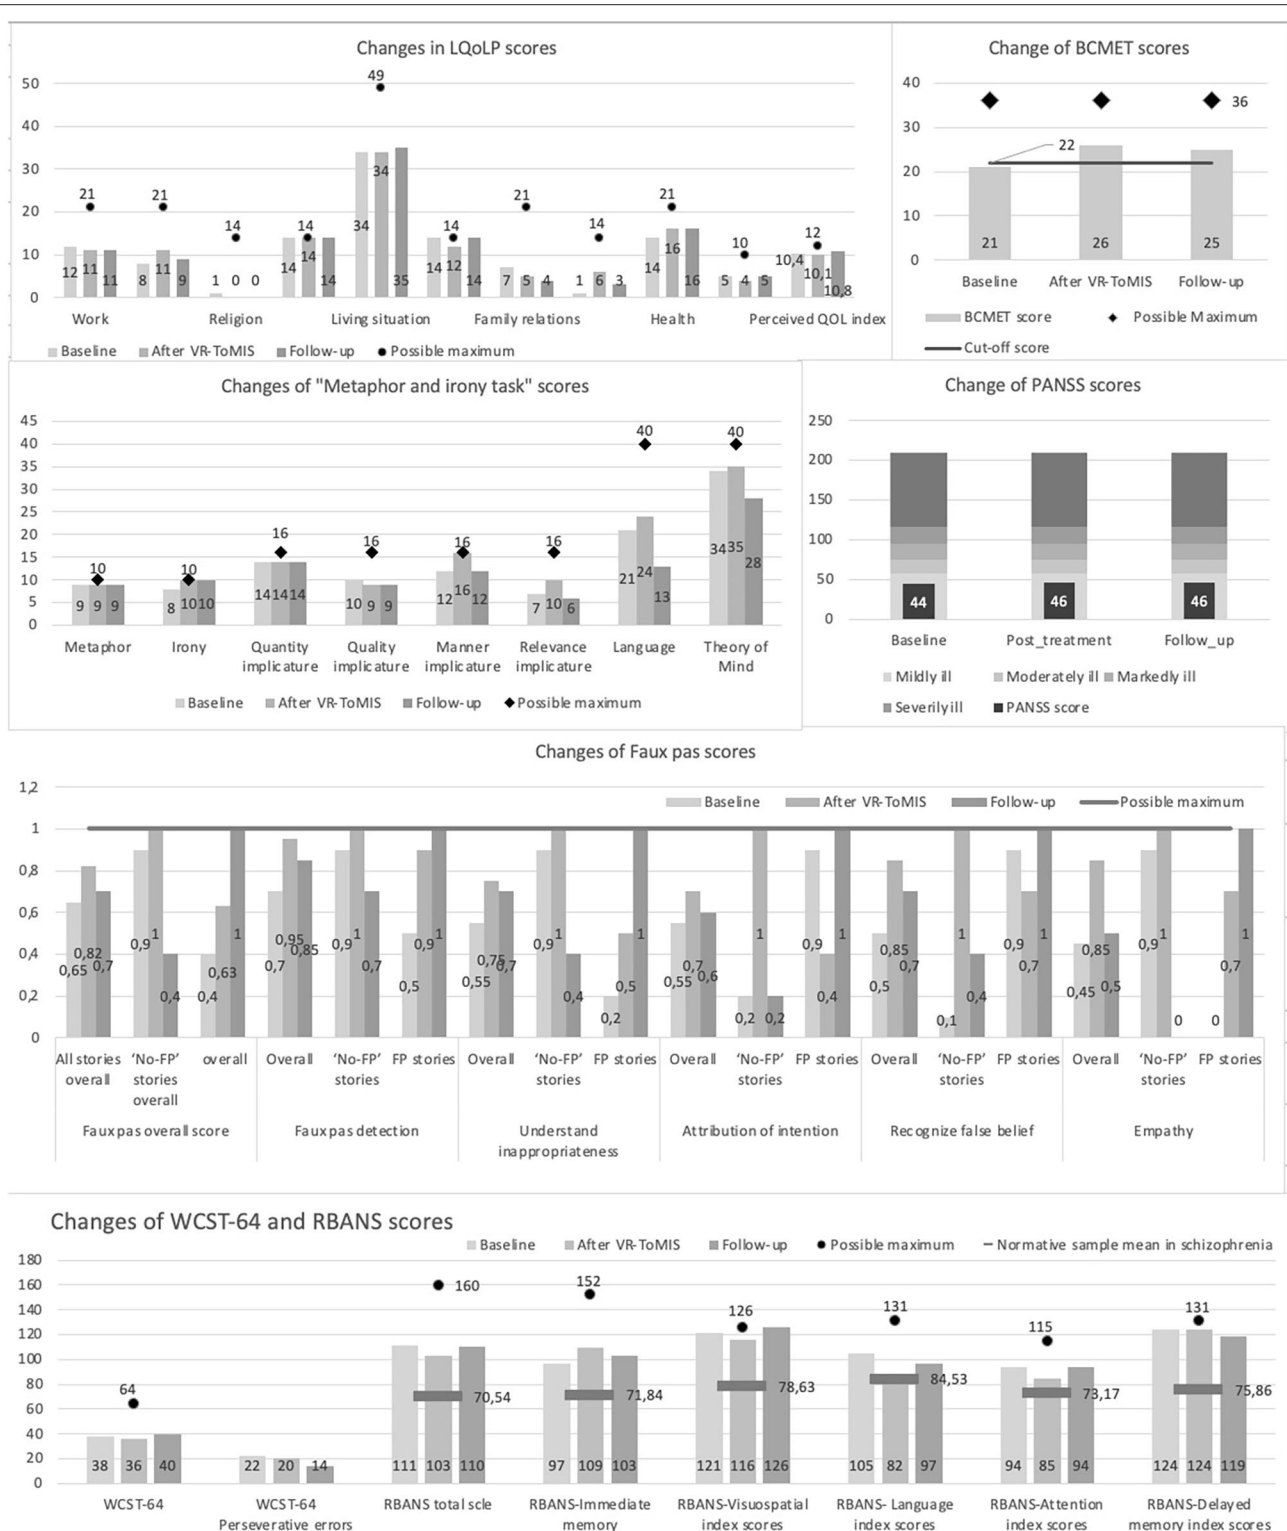 Changes in LQoLP scores
50
40
30
20
10
0
21
21
14
14
49
14
21
14
21
10
12
12 11 11
8 11 9
1 0 0
14 14 14
34 34 35
14 12 14
7 5 4
1 6 3
14 16 16
5 4 5
10,4 10,1 10,8
Work Religion Living situation Family relations Health Perceived QOL index
Baseline After VR-ToMIS Follow-up Possible maximum
Change of BCMET scores
40
30
20
10
0
36
22
21 26 25
Baseline After VR-ToMIS Follow-up
BCMET score Possible Maximum
Cut-off score
Changes of "Metaphor and irony task" scores
45
40
35
30
25
20
15
10
5
0
10 10 16 16 16 16 40 40
9 9 9
8 10 10
14 14 14
10 9 9
12 16 12
7 10 6
21 24 13
34 35 28
Metaphor Irony Quantity Quality Manner Relevance Language Theory of
implicature implicature implicature implicature Mind
Baseline After VR-ToMIS Follow-up Possible maximum
Change of PANSS scores
250
200
150
100
50
0
44 46 46
Baseline Post_treatment Follow_up
Mildly ill Moderately ill Markedly ill
Severily ill PANSS score
Changes of Faux pas scores
1,2
1
0,8
0,6
0,4
0,2
0
Baseline After VR-ToMIS Follow-up Possible maximum
0,65 0,82 0,7
0,9 1 0,4
0,4 0,63 1
0,7 0,95 0,85
0,9 1 0,7
0,5 0,9 1
0,55 0,75 0,7
0,9 1 0,4
0,2 0,5 1
0,55 0,7 0,6
0,2 1 0,2
0,9 0,4 1
0,5 0,85 0,7
0,1 1 0,4
0,9 0,7 1
0,45 0,85 0,5
0,9 1 0
0 0,7 1
All stories ‘No-FP’ overall Overall ‘No-FP’ FP stories Overall ‘No-FP’ FP stories Overall ‘No-FP’ FP stories Overall ‘No-FP’ FP stories Overall ‘No-FP’ FP stories
overall stories stories stories stories stories stories
overall
Faux pas overall score Faux pas detection Understand Attribution of intention Recognize false belief Empathy
inappropriateness
Changes of WCST-64 and RBANS scores
Baseline After VR-ToMIS Follow-up Possible maximum Normative sample mean in schizophrenia
180
160
140
120
100
80
60
40
20
0
64 160 152 126 131 115 131
70,54 71,84 78,63 84,53 73,17 75,86
38 36 40
22 20 14
111 103 110
97 109 103
121 116 126
105 82 97
94 85 94
124 124 119
WCST-64 WCST-64 RBANS total scle RBANS-Immediate RBANS-Visuospatial RBANS- Language RBANS-Attention RBANS-Delayed
Perseverative errors memory index scores index scores index scores memory index scores